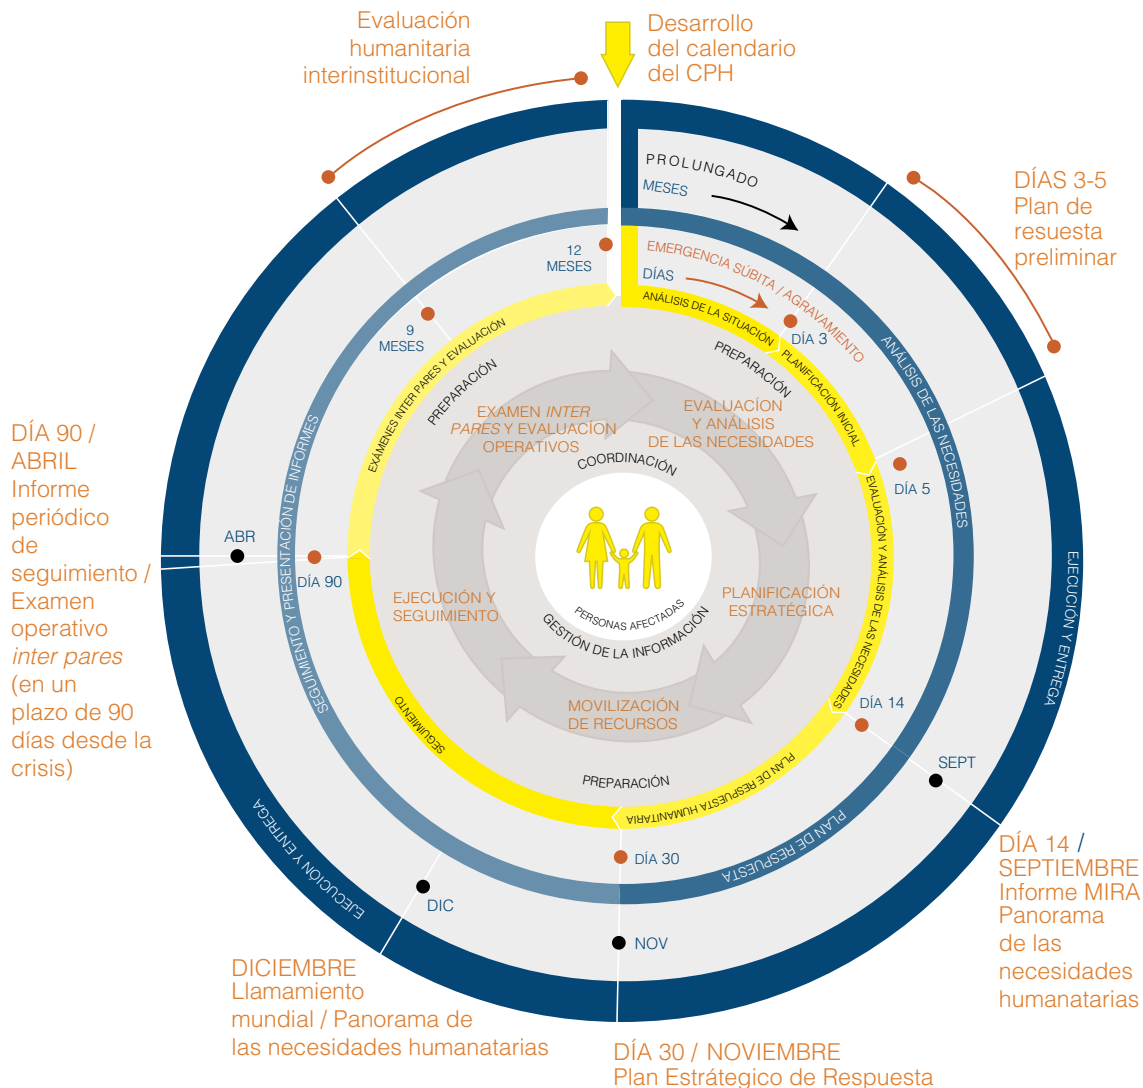 Evaluación
humanitaria
interinstitucional
Desarrollo
del calendario
del CPH
DÍAS 3-5
Plan de
resuesta
preliminar
PROLUNGADO
MESES
EMERGENCIA SÚBITA / AGRAVAMIENTO
DÍAS
12
MESES
9
MESES
DÍA 3
DÍA 5
DÍA 14
SEPT
DÍA 30
NOV
DIC
DÍA 90
ABR
ANÁLISIS DE LA SITUACIÓN
PLANIFICACIÓN INICIAL
EVALUACIÓN Y ANÁLISIS DE LAS NECESIDADES
PLAN DE RESPUESTA HUMANITARIA
SEGUIMIENTO
EXÁMENES INTER PARES Y EVALUACIÓN
ANÁLISIS DE LAS NECESIDADES
PLAN DE RESPUESTA
SEGUIMIENTO Y PRESENTACIÓN DE INFORMES
EJECUCIÓN Y ENTREGA
EJECUCIÓN Y ENTREGA
PREPARACIÓN
PREPARACIÓN
PREPARACIÓN
EXAMEN INTER
PARES Y EVALUACÍON
OPERATIVOS
EVALUACÍON
Y ANÁLISIS
DE LAS NECESIDADES
PLANIFICACIÓN
ESTRATÉGICA
MOVILIZACIÓN
DE RECURSOS
EJECUCIÓN Y
SEGUIMIENTO
COORDINACIÓN
PERSONAS AFECTADAS
GESTIÓN DE LA INFORMACIÓN
DÍA 90 /
ABRIL
Informe
periódico
de
seguimiento /
Examen
operativo
inter pares
(en un
plazo de 90
días desde la
crisis)
DÍA 14 /
SEPTIEMBRE
Informe MIRA
Panorama
de las
necesidades
humanatarias
DICIEMBRE
Llamamiento
mundial / Panorama de
las necesidades humanatarias
DÍA 30 / NOVIEMBRE
Plan Estrátegico de Respuesta